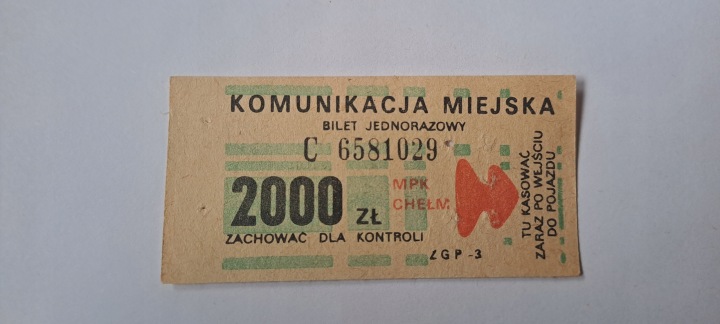 KOMUNIKACJA MIEJSKA
BILET JEDNORAZOWY
C 6581029
2000 ZŁ
MPK
CHEŁM
ZACHOWAĆ DLA KONTROLI
ZGP-3
TU KASOWAĆ
ZARAZ PO WEJŚCIU
DO POJAZDU